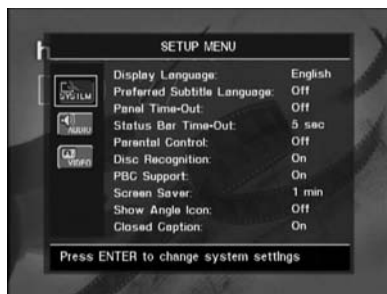 SETUP MENU
SYSTEM
AUDIO
VIDEO
Display Language: English
Preferred Subtitle Language: Off
Panel Time-Out: Off
Status Bar Time-Out: 5 sec
Parental Control: Off
Disc Recognition: On
PBC Support: On
Screen Saver: 1 min
Show Angle Icon: Off
Closed Caption: On
Press ENTER to change system settings